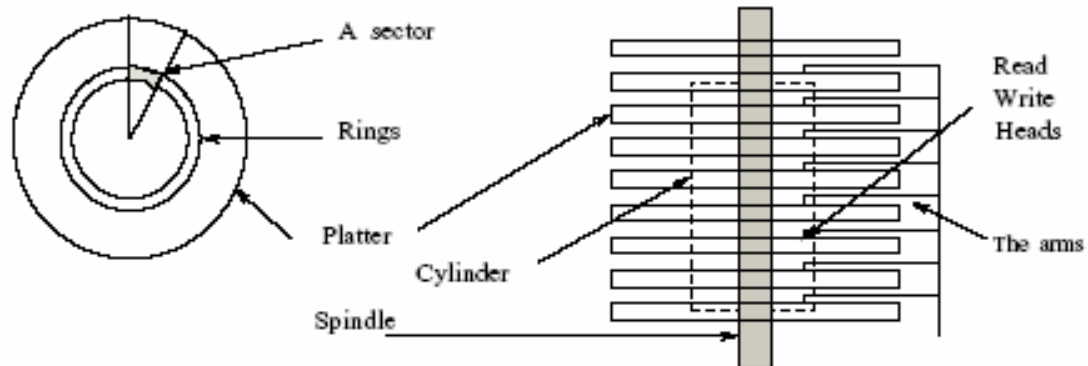 A sector
Rings
Platter
Cylinder
Spindle
Read
Write
Heads
The arms